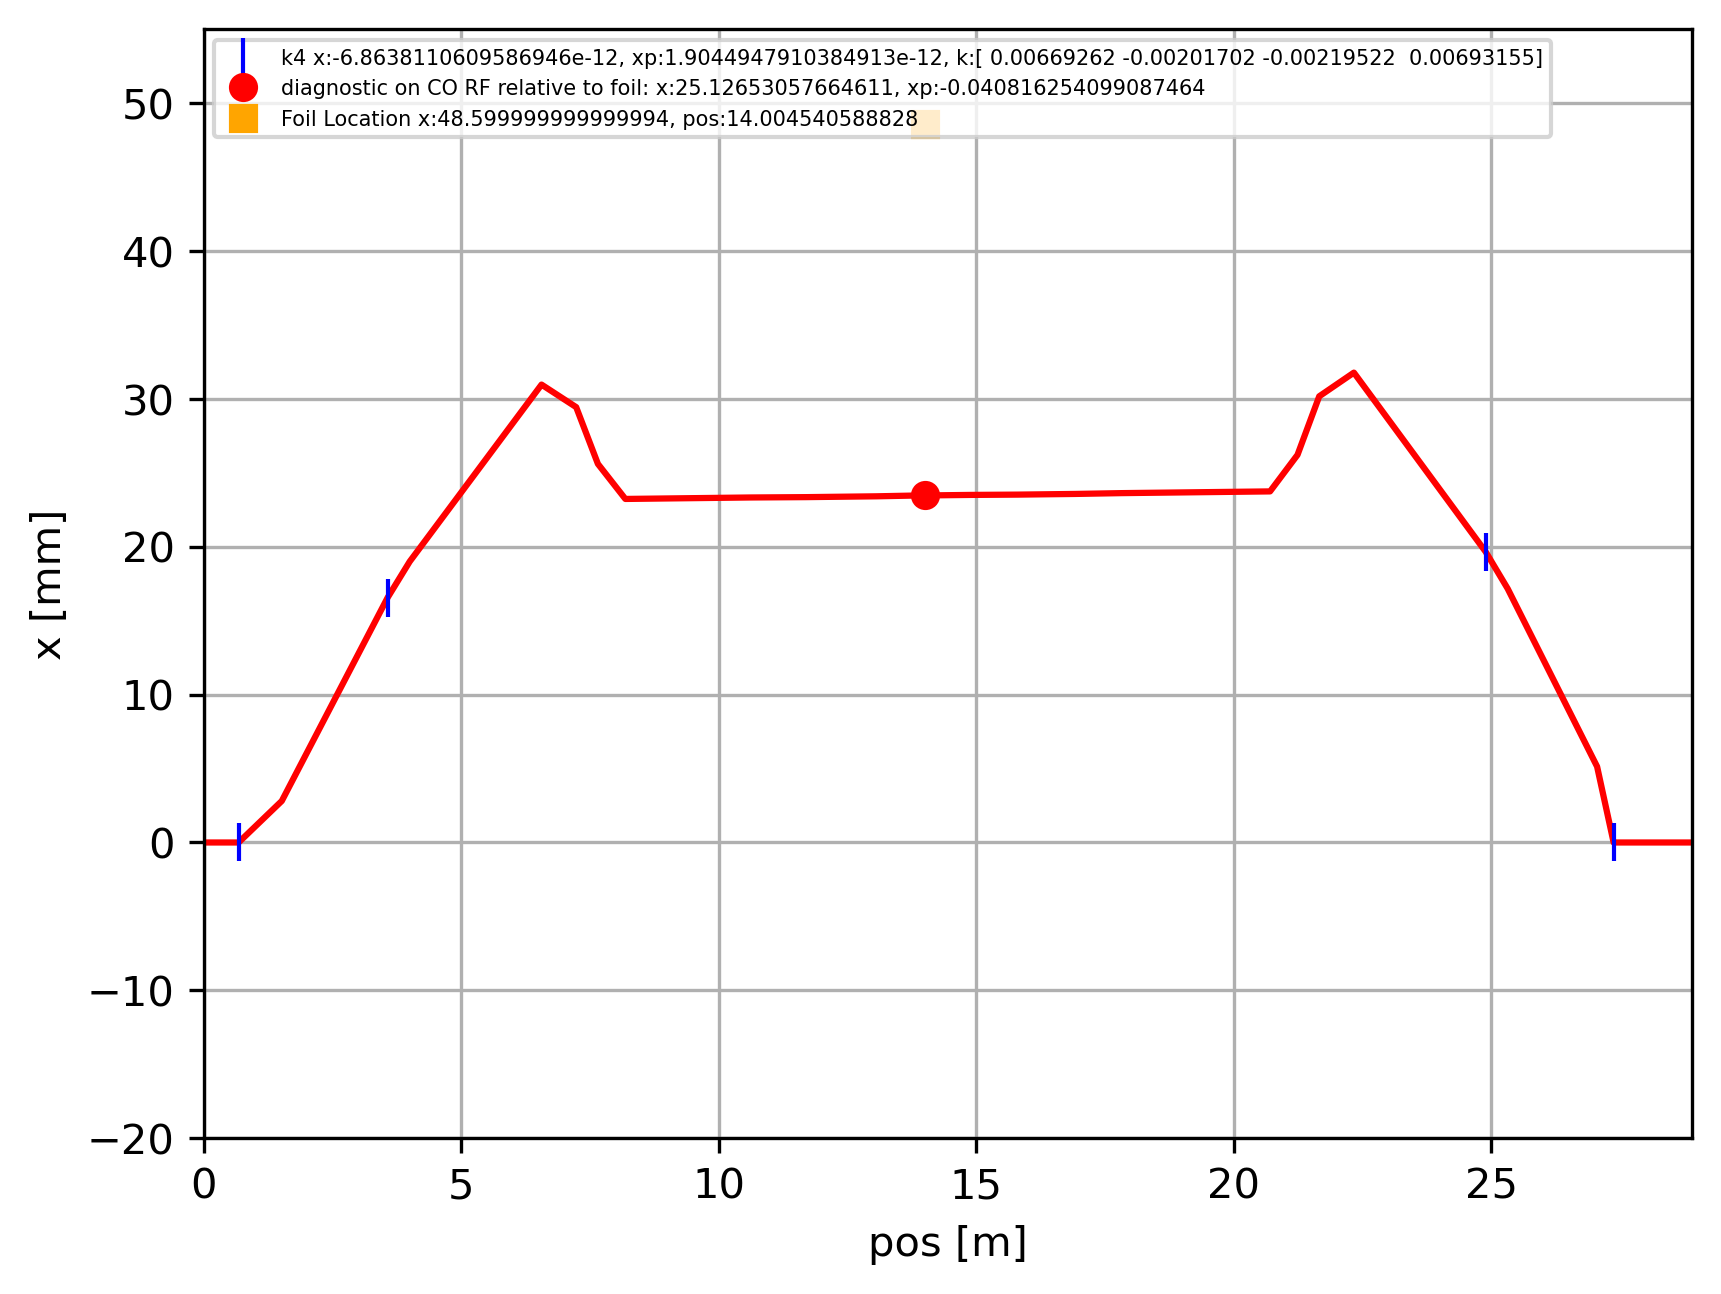 k4 x:-6.8638110609586946e-12, xp:1.9044947910384913e-12, k:[ 0.00669262 -0.00201702 -0.00219522  0.00693155]
diagnostic on CO RF relative to foil: x:25.12653057664611, xp:-0.040816254099087464
Foil Location x:48.599999999999994, pos:14.004540588828
50
40
30
20
10
0
−10
−20
x [mm]
0 5 10 15 20 25
pos [m]